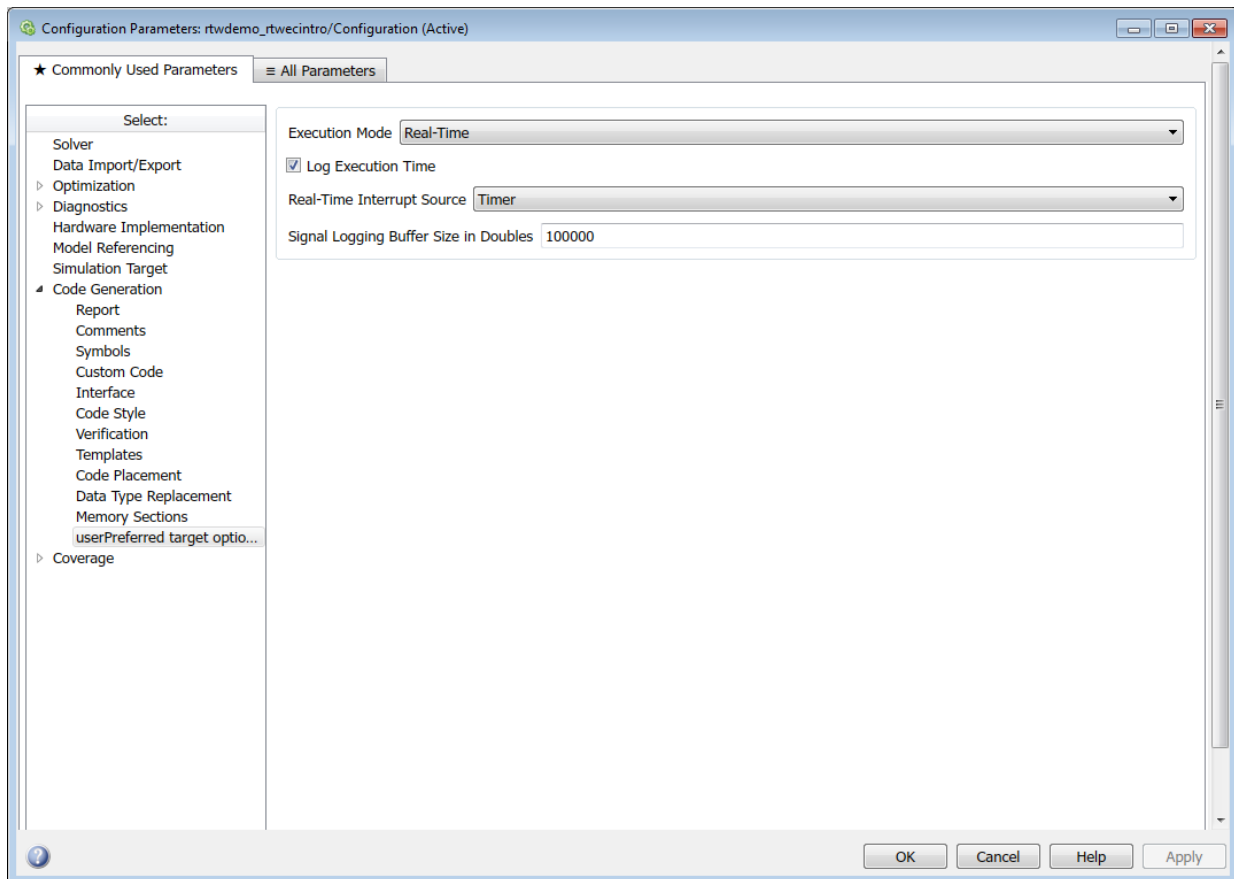 Configuration Parameters: rtwdemo_rtwecintro/Configuration (Active)
★ Commonly Used Parameters
≡ All Parameters
Select:
Solver
Data Import/Export
Optimization
Diagnostics
Hardware Implementation
Model Referencing
Simulation Target
Code Generation
Report
Comments
Symbols
Custom Code
Interface
Code Style
Verification
Templates
Code Placement
Data Type Replacement
Memory Sections
userPreferred target optio...
Coverage
Execution Mode Real-Time
Log Execution Time
Real-Time Interrupt Source Timer
Signal Logging Buffer Size in Doubles 100000
OK Cancel Help Apply